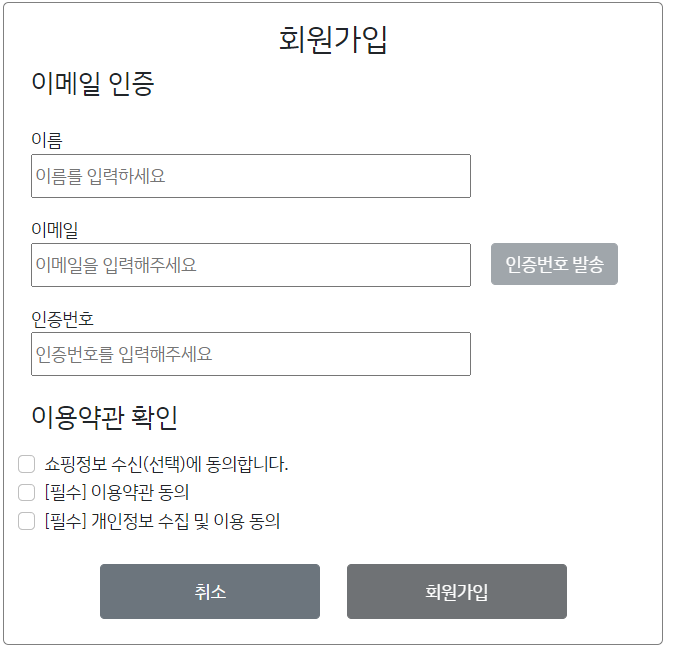 회원가입
이메일 인증
이름
이름를 입력하세요
이메일
이메일을 입력해주세요
인증번호 발송
인증번호
인증번호를 입력해주세요
이용약관 확인
쇼핑정보 수신(선택)에 동의합니다.
[필수] 이용약관 동의
[필수] 개인정보 수집 및 이용 동의
취소
회원가입